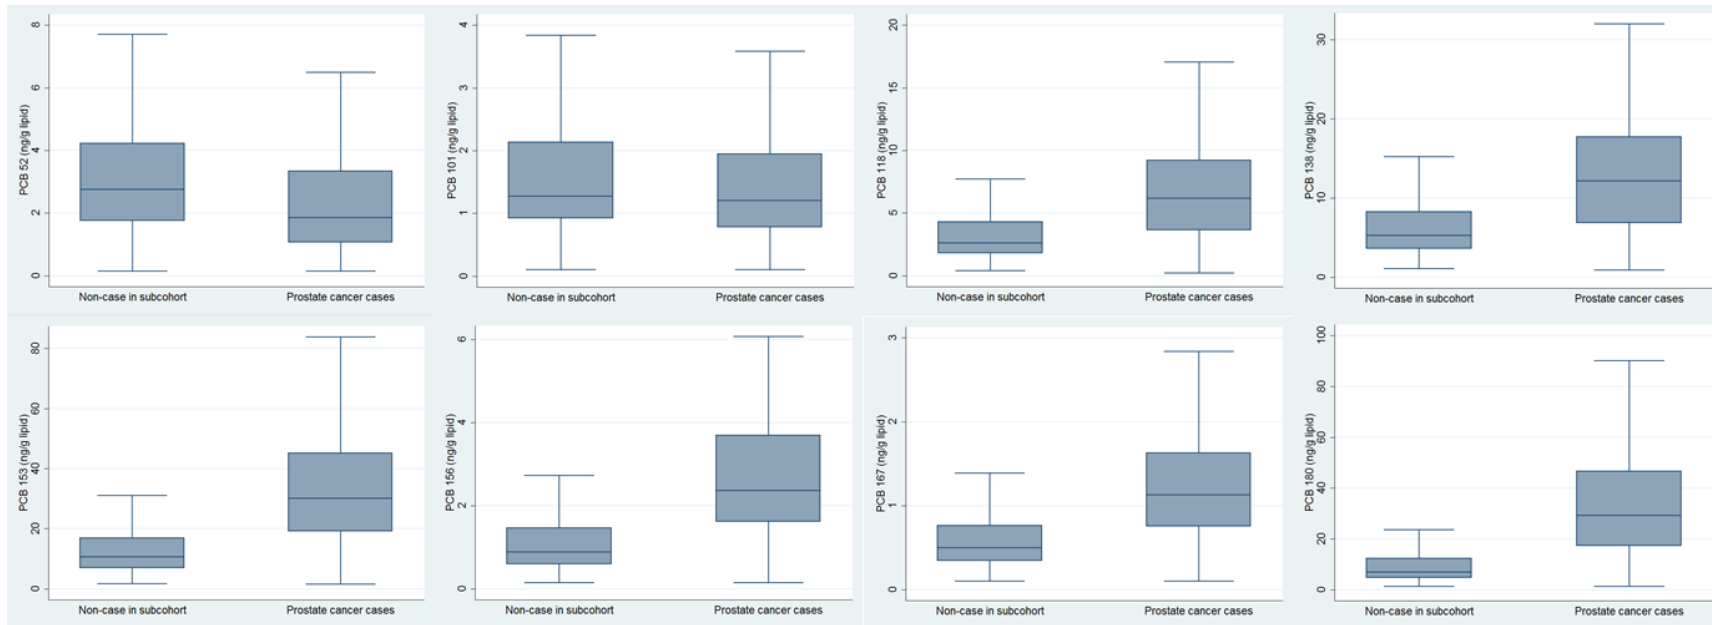 PCB 52 (ng/g lipid)
0
2
4
6
8
Non-case in subcohort
Prostate cancer cases
PCB 101 (ng/g lipid)
0
1
2
3
4
Non-case in subcohort
Prostate cancer cases
PCB 118 (ng/g lipid)
0
5
10
15
20
Non-case in subcohort
Prostate cancer cases
PCB 138 (ng/g lipid)
0
10
20
30
Non-case in subcohort
Prostate cancer cases
PCB 153 (ng/g lipid)
0
20
40
60
80
Non-case in subcohort
Prostate cancer cases
PCB 156 (ng/g lipid)
0
2
4
6
Non-case in subcohort
Prostate cancer cases
PCB 167 (ng/g lipid)
0
1
2
3
Non-case in subcohort
Prostate cancer cases
PCB 180 (ng/g lipid)
0
20
40
60
80
100
Non-case in subcohort
Prostate cancer cases